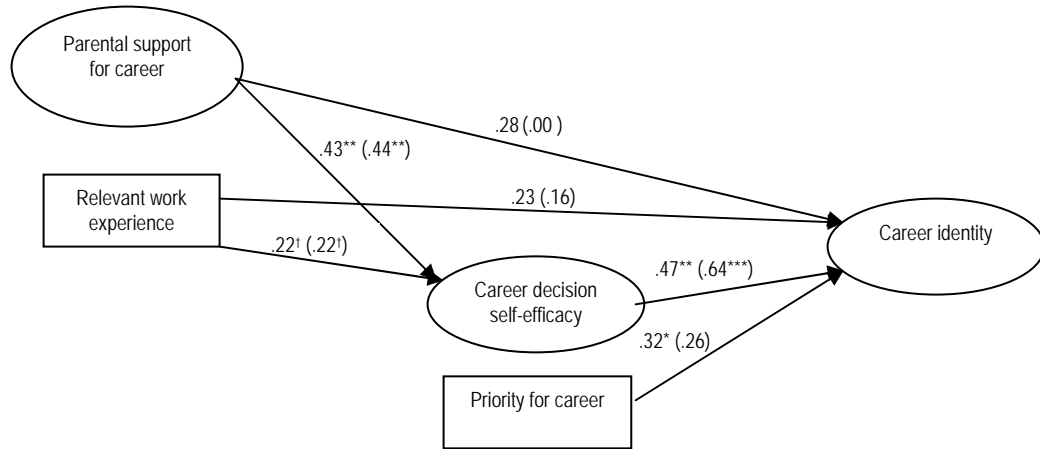 Parental support
for career
.28 (.00 )
.43** (.44**)
Relevant work
experience
.23 (.16)
Career identity
.22† (.22†)
.47** (.64***)
Career decision
self-efficacy
.32* (.26)
Priority for career